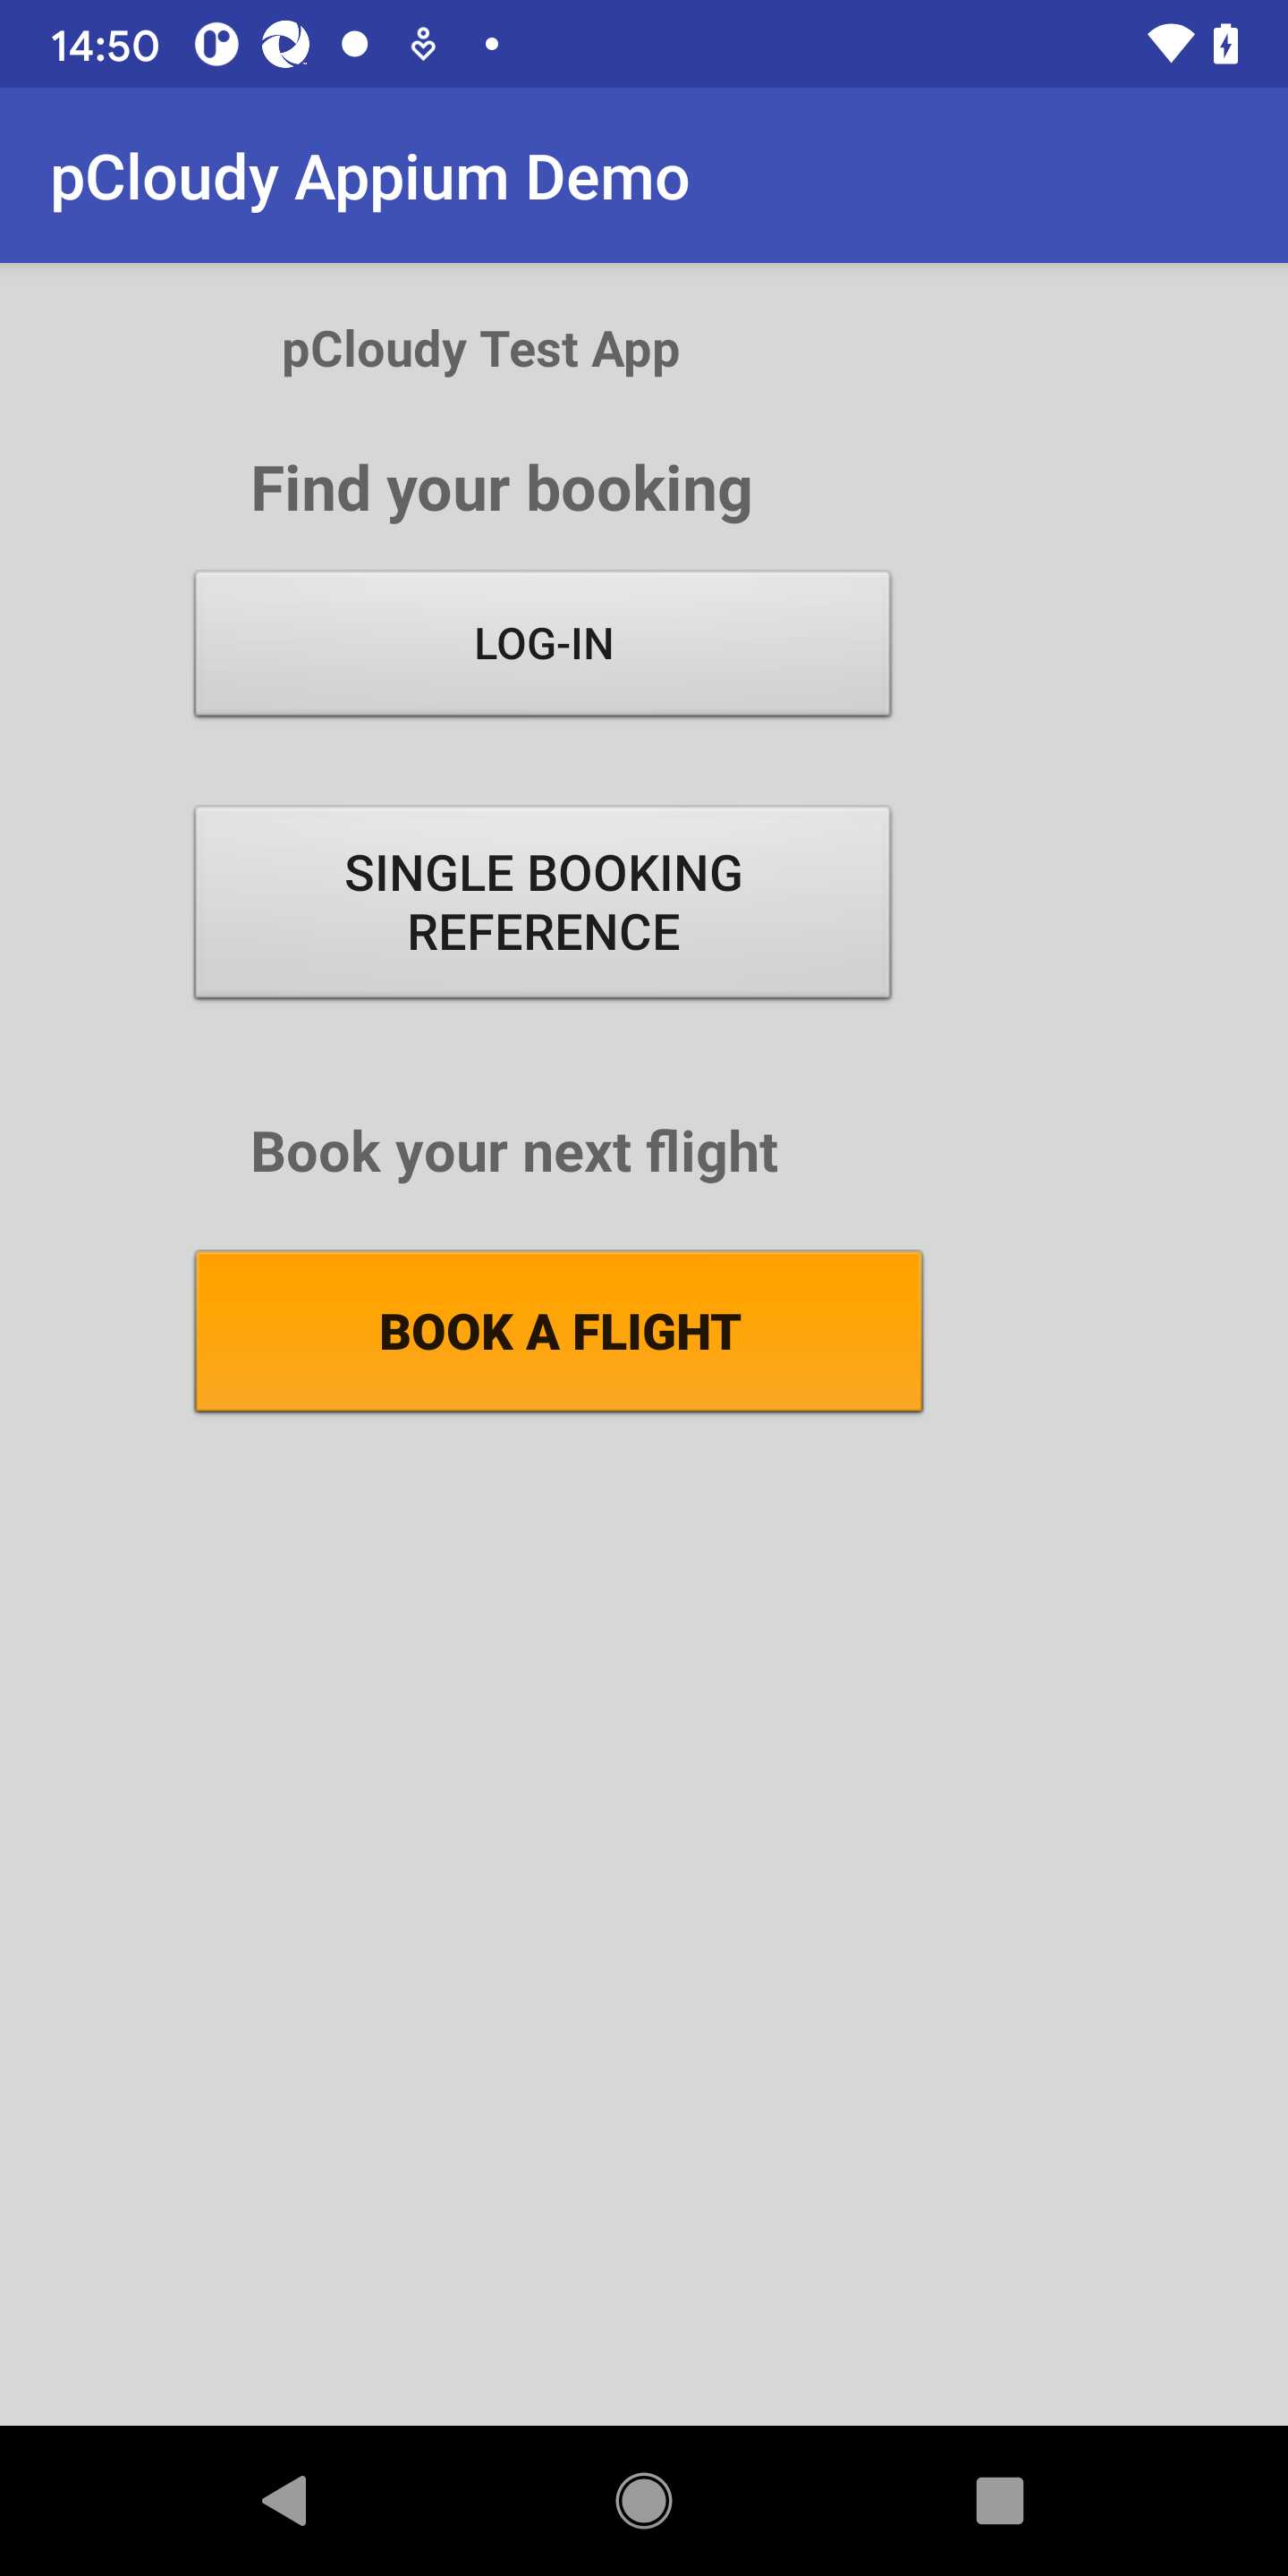 14:50
pCloudy Appium Demo
pCloudy Test App
Find your booking
LOG-IN
SINGLE BOOKING
REFERENCE
Book your next flight
BOOK A FLIGHT